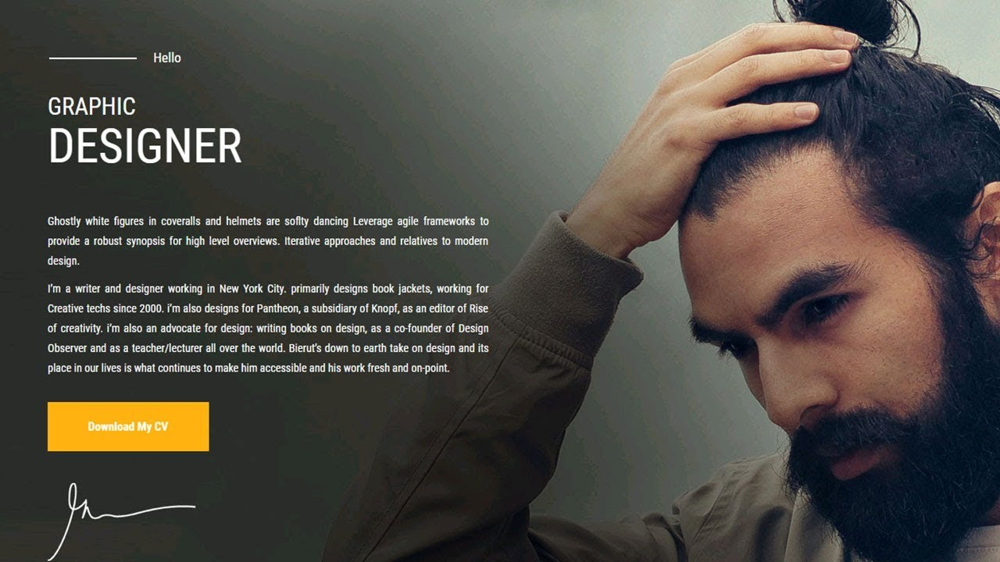 Hello
GRAPHIC
DESIGNER
Ghostly white figures in coveralls and helmets are soflty dancing Leverage agile frameworks to
provide a robust synopsis for high level overviews. Iterative approaches and relatives to modern
design.
I'm a writer and designer working in New York City. primarily designs book jackets, working for
Creative techs since 2000. i'm also designs for Pantheon, a subsidiary of Knopf, as an editor of Rise
of creativity. i'm also an advocate for design: writing books on design, as a co-founder of Design
Observer and as a teacher/lecturer all over the world. Bierut's down to earth take on design and its
place in our lives is what continues to make him accessible and his work fresh and on-point.
Download My CV